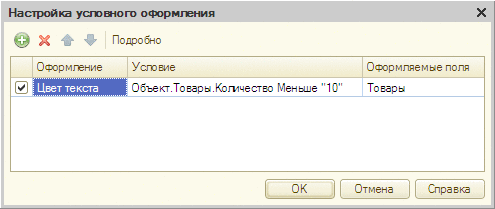 Настройка условного оформления
Подробно
Оформление Условие Оформляемые поля
Цвет текста Объект.Товары.Количество Меньше "10" Товары
OK Отмена Справка